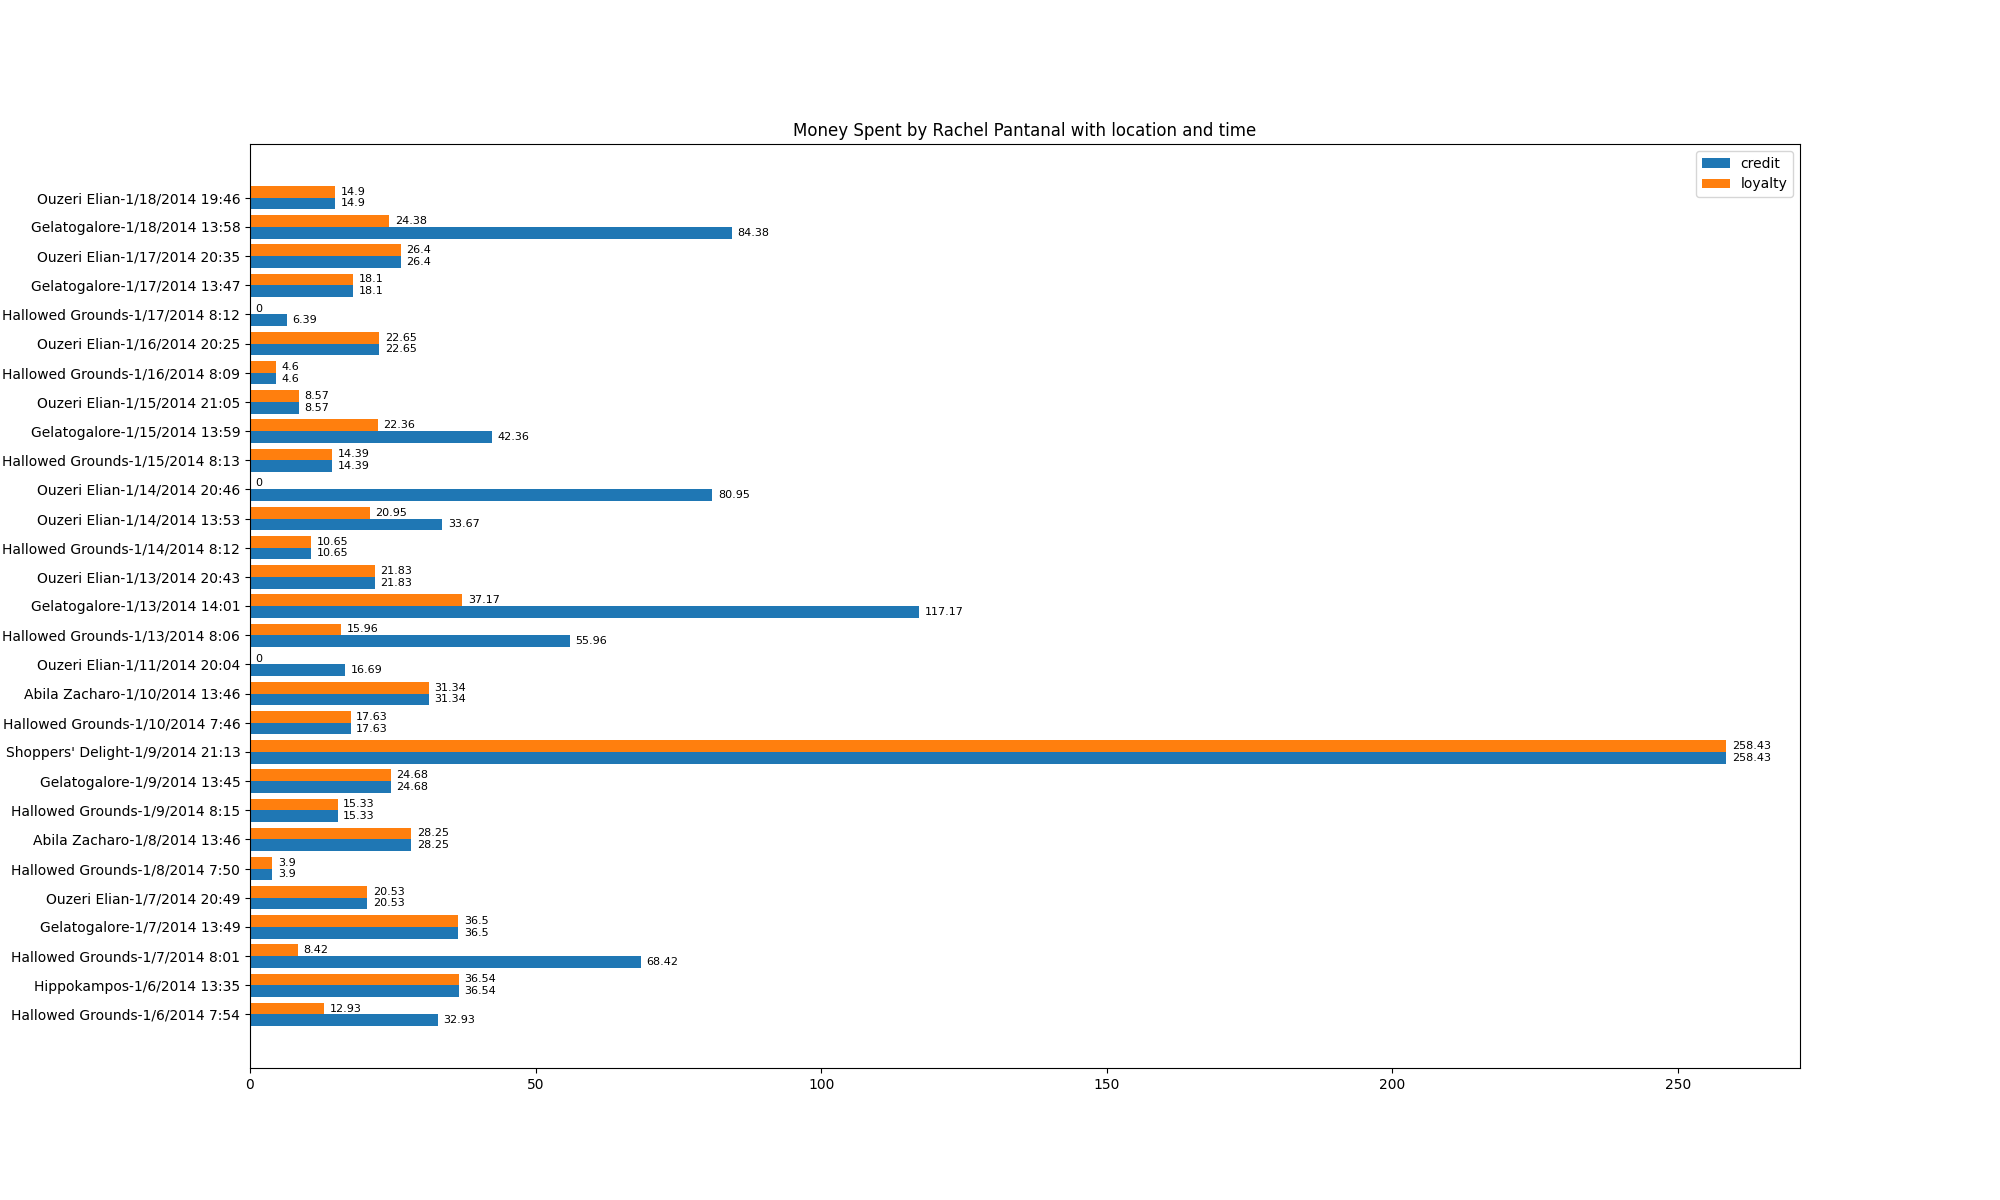 Money Spent by Rachel Pantanal with location and time
credit
loyalty
Ouzeri Elian-1/18/2014 19:46
14.9
14.9
Gelatogalore-1/18/2014 13:58
24.38
84.38
Ouzeri Elian-1/17/2014 20:35
26.4
26.4
Gelatogalore-1/17/2014 13:47
18.1
18.1
Hallowed Grounds-1/17/2014 8:12
0
6.39
Ouzeri Elian-1/16/2014 20:25
22.65
22.65
Hallowed Grounds-1/16/2014 8:09
4.6
4.6
Ouzeri Elian-1/15/2014 21:05
8.57
8.57
Gelatogalore-1/15/2014 13:59
22.36
42.36
Hallowed Grounds-1/15/2014 8:13
14.39
14.39
Ouzeri Elian-1/14/2014 20:46
0
80.95
Ouzeri Elian-1/14/2014 13:53
20.95
33.67
Hallowed Grounds-1/14/2014 8:12
10.65
10.65
Ouzeri Elian-1/13/2014 20:43
21.83
21.83
Gelatogalore-1/13/2014 14:01
37.17
117.17
Hallowed Grounds-1/13/2014 8:06
15.96
55.96
Ouzeri Elian-1/11/2014 20:04
0
16.69
Abila Zacharo-1/10/2014 13:46
31.34
31.34
Hallowed Grounds-1/10/2014 7:46
17.63
17.63
Shoppers' Delight-1/9/2014 21:13
258.43
258.43
Gelatogalore-1/9/2014 13:45
24.68
24.68
Hallowed Grounds-1/9/2014 8:15
15.33
15.33
Abila Zacharo-1/8/2014 13:46
28.25
28.25
Hallowed Grounds-1/8/2014 7:50
3.9
3.9
Ouzeri Elian-1/7/2014 20:49
20.53
20.53
Gelatogalore-1/7/2014 13:49
36.5
36.5
Hallowed Grounds-1/7/2014 8:01
8.42
68.42
Hippokampos-1/6/2014 13:35
36.54
36.54
Hallowed Grounds-1/6/2014 7:54
12.93
32.93
0 50 100 150 200 250